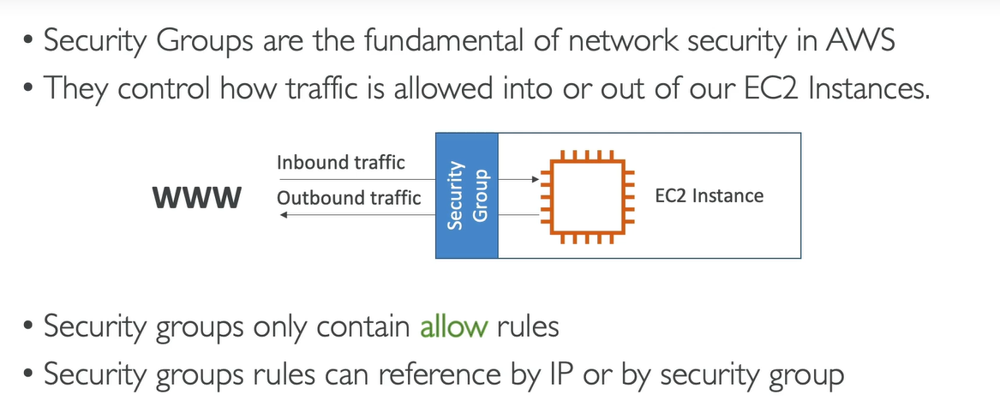 • Security Groups are the fundamental of network security in AWS
• They control how traffic is allowed into or out of our EC2 Instances.
WWW
Inbound traffic
Outbound traffic
Security
Group
EC2 Instance
• Security groups only contain allow rules
• Security groups rules can reference by IP or by security group